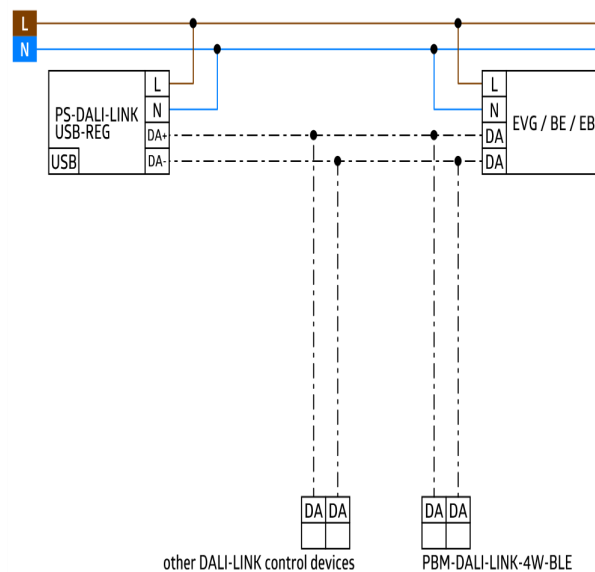 L
N
PS-DALI-LINK
USB-REG
USB
L
N
DA+
DA-
L
N
DA
DA
EVG / BE / EB
DA DA
DA DA
other DALI-LINK control devices
PBM-DALI-LINK-4W-BLE